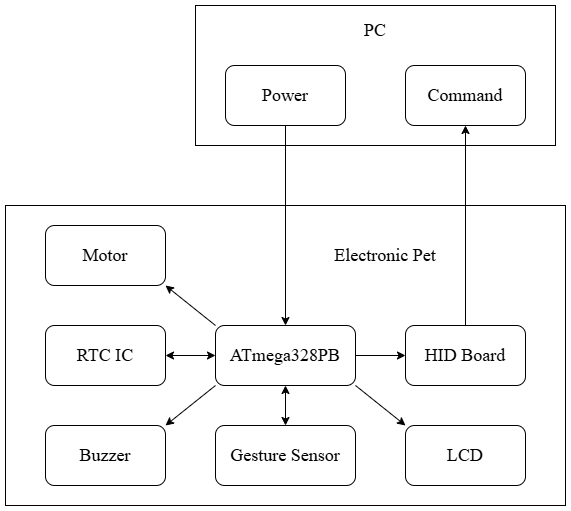 PC
Power
Command
Motor
Electronic Pet
RTC IC
ATmega328PB
HID Board
Buzzer
Gesture Sensor
LCD